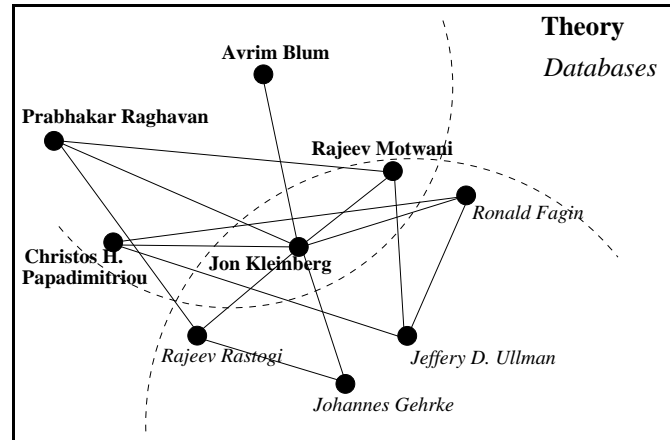 Theory
Avrim Blum
Databases
Prabhakar Raghavan
Rajeev Motwani
Ronald Fagin
Christos H.
Papadimitriou
Jon Kleinberg
Rajeev Rastogi
Jeffery D. Ullman
Johannes Gehrke